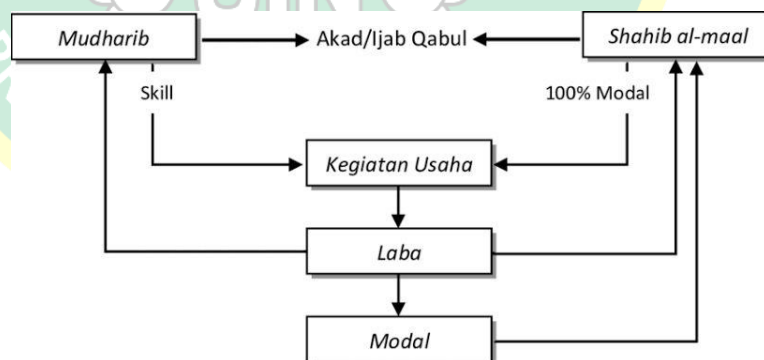 Mudharib
Akad/Ijab Qabul
Shahib al-maal
Skill
100% Modal
Kegiatan Usaha
Laba
Modal